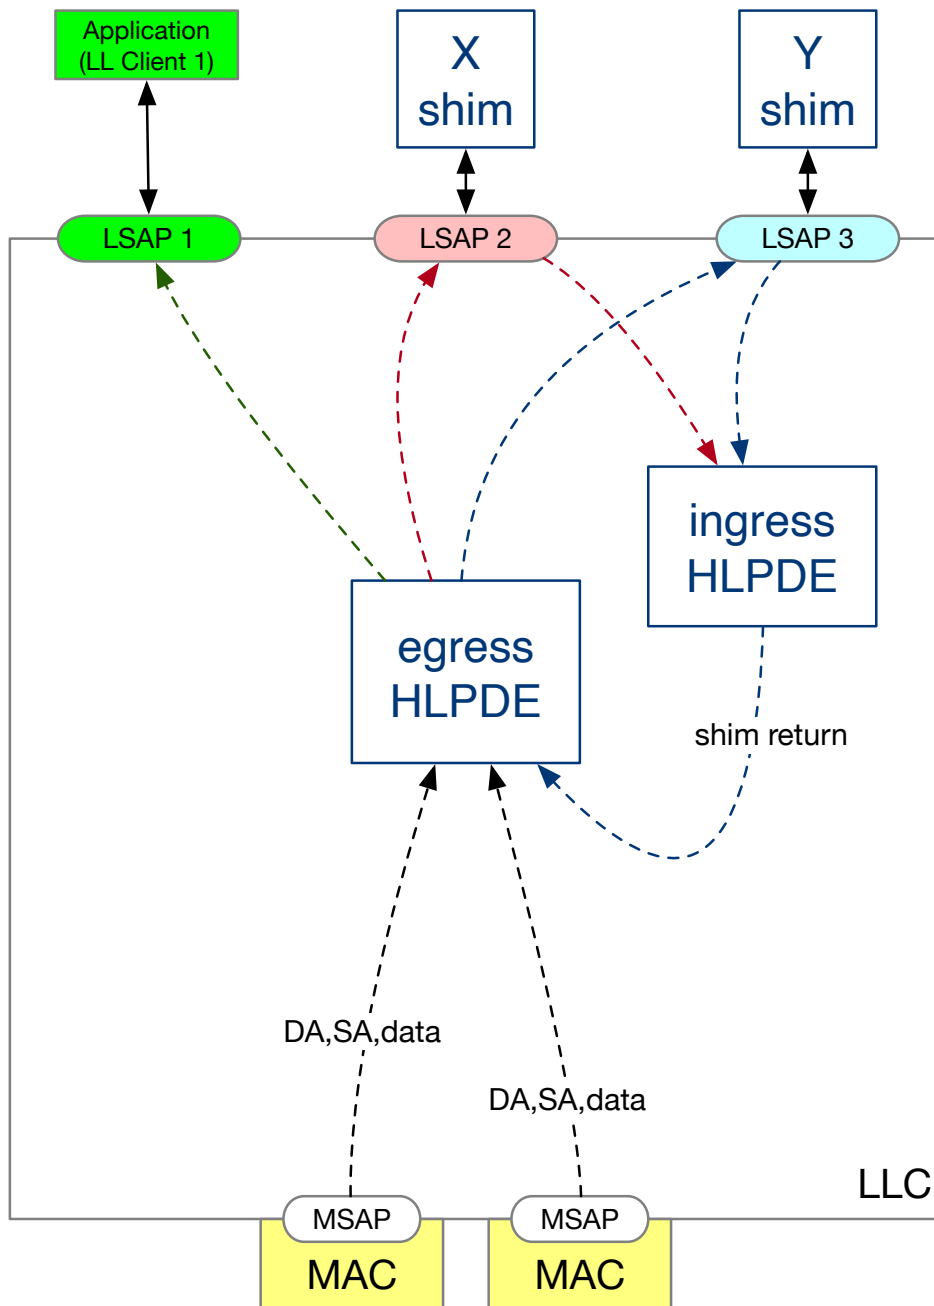 Application
(LL Client 1)
X
shim
Y
shim
LSAP 1
LSAP 2
LSAP 3
ingress
HLPDE
egress
HLPDE
shim return
DA,SA,data
DA,SA,data
LLC
MSAP
MSAP
MAC
MAC